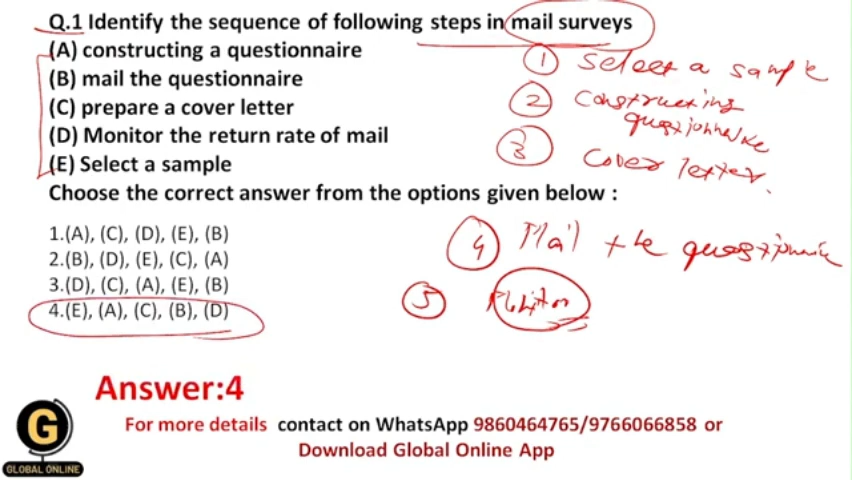 Q.1 Identify the sequence of following steps in mail surveys
(A) constructing a questionnaire
(B) mail the questionnaire
(C) prepare a cover letter
(D) Monitor the return rate of mail
(E) Select a sample
Choose the correct answer from the options given below :
1.(A), (C), (D), (E), (B)
2.(B), (D), (E), (C), (A)
3.(D), (C), (A), (E), (B)
4.(E), (A), (C), (B), (D)
1 Select a sample
2 Constructing
questionnaire
3 Cover letter
4 Mail the questionnaire
5
Answer:4
For more details contact on WhatsApp 9860464765/9766066858 or
Download Global Online App
G
GLOBAL ONLINE